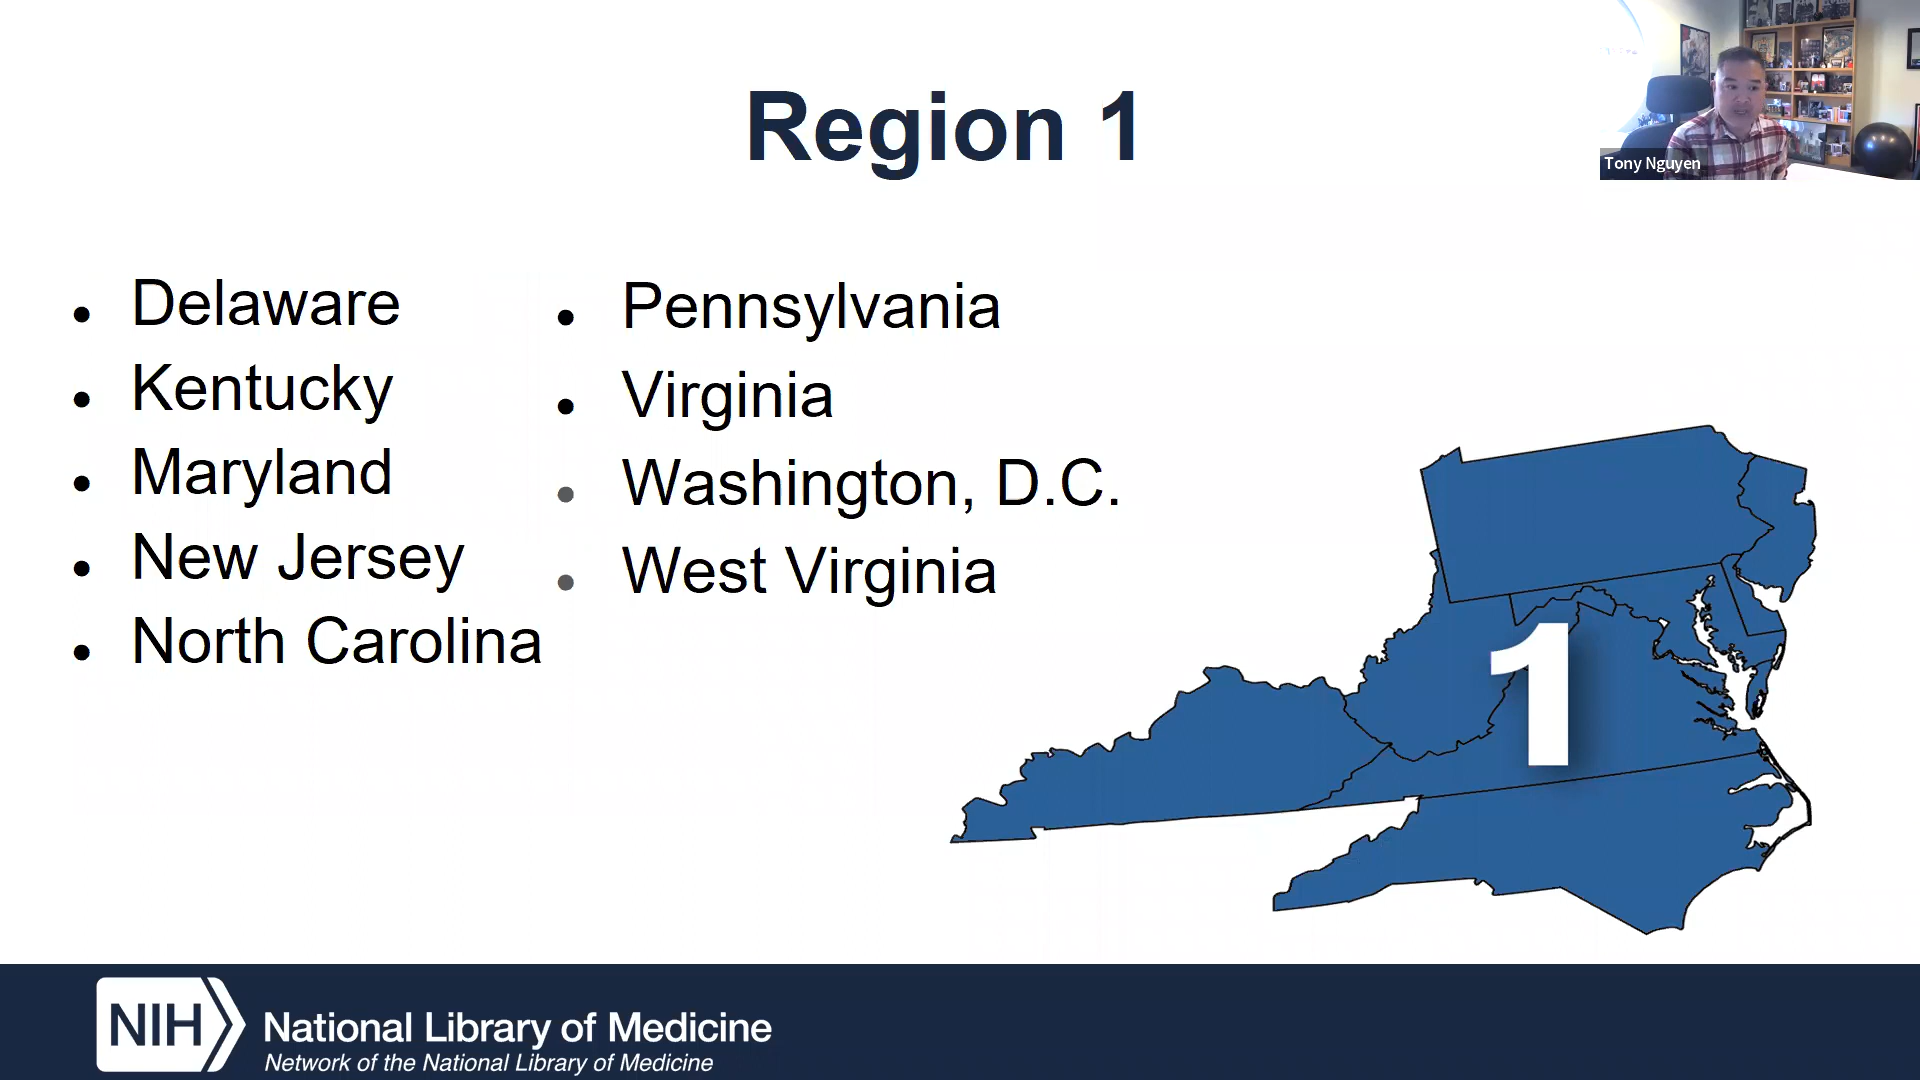 Region 1
Tony Nguyen
• Delaware
• Kentucky
• Maryland
• New Jersey
• North Carolina
• Pennsylvania
• Virginia
• Washington, D.C.
• West Virginia
1
NIH
National Library of Medicine
Network of the National Library of Medicine